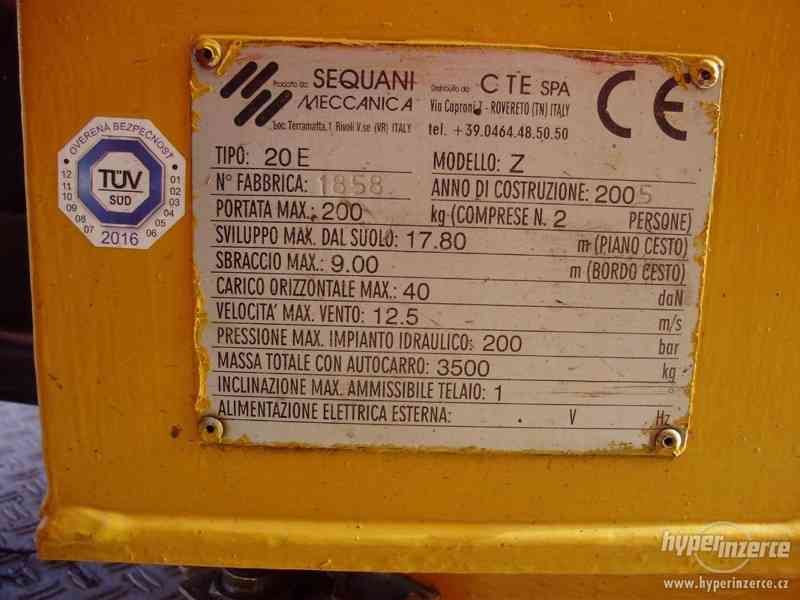 Prodotto da: SEQUANI MECCANICA
Loc. Terramatta,1 Rivoli V.se (VR) ITALY
Distribuito da: CTE SPA
Via Caproni - ROVERETO (TN) ITALY
tel. +39.0464.48.50.50
CE
TIPO: 20 E MODELLO: Z
N° FABBRICA: 1858 ANNO DI COSTRUZIONE: 2005
PORTATA MAX.: 200 kg (COMPRESE N. 2 PERSONE)
SVILUPPO MAX. DAL SUOLO: 17.80 m (PIANO CESTO)
SBRACCIO MAX.: 9.00 m (BORDO CESTO)
CARICO ORIZZONTALE MAX.: 40 daN
VELOCITA' MAX. VENTO: 12.5 m/s
PRESSIONE MAX. IMPIANTO IDRAULICO: 200 bar
MASSA TOTALE CON AUTOCARRO: 3500 kg
INCLINAZIONE MAX. AMMISSIBILE TELAIO: 1 °
ALIMENTAZIONE ELETTRICA ESTERNA: V Hz
OVĚRENÁ BEZPEČNOST
TÜV
SÜD
12 11 10 09 08 07
01 02 03 04 05 06
2016
hyperinzerce
www.hyperinzerce.cz